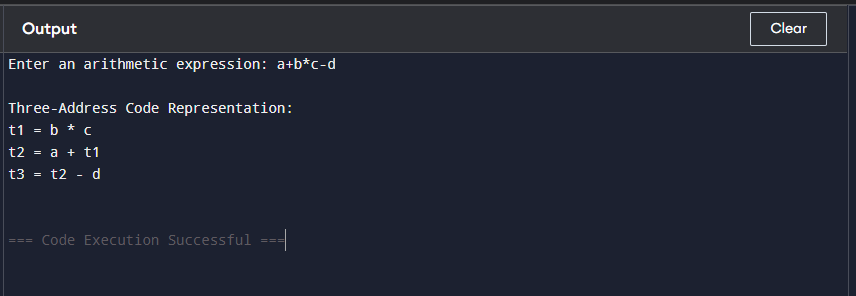 Output
Clear
Enter an arithmetic expression: a+b*c-d
Three-Address Code Representation:
t1 = b * c
t2 = a + t1
t3 = t2 - d
=== Code Execution Successful ===